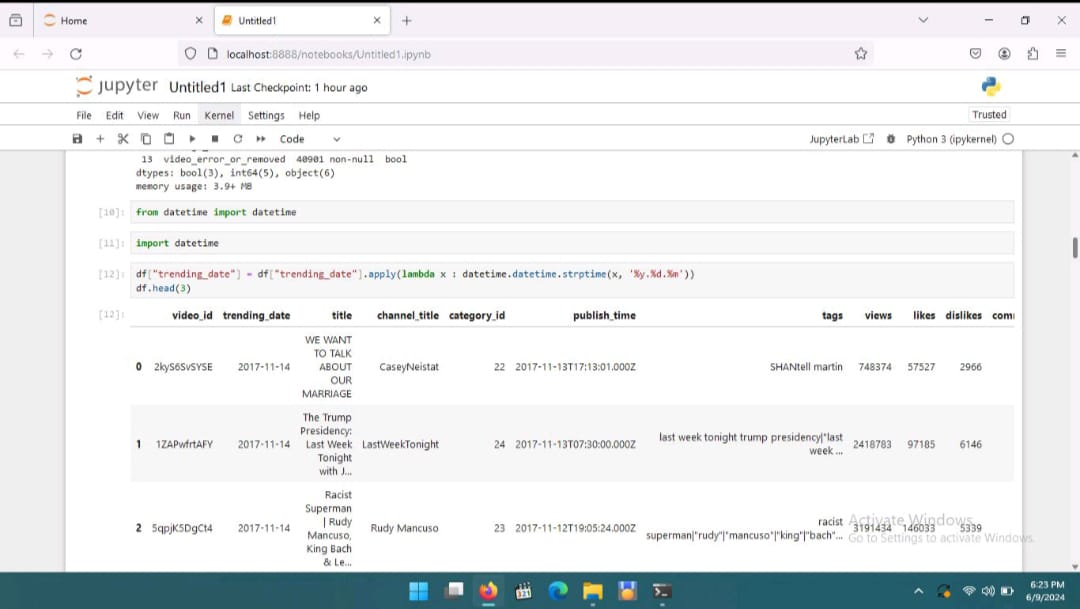 Home
Untitled1
localhost:8888/notebooks/Untitled1.ipynb
jupyter Untitled1 Last Checkpoint: 1 hour ago
File Edit View Run Kernel Settings Help
Trusted
Code
JupyterLab
Python 3 (ipykernel)
13 video_error_or_removed 40901 non-null bool
dtypes: bool(3), int64(5), object(6)
memory usage: 3.9+ MB
[10]: from datetime import datetime
[11]: import datetime
[12]: df["trending_date"] = df["trending_date"].apply(lambda x : datetime.datetime.strptime(x, '%y.%d.%m'))
df.head(3)
[12]: video_id trending_date title channel_title category_id publish_time tags views likes dislikes com
WE WANT
TO TALK
0 2kyS6SvSYSE 2017-11-14 ABOUT CaseyNeistat 22 2017-11-13T17:13:01.000Z SHANtell martin 748374 57527 2966
OUR
MARRIAGE
The Trump
Presidency:
1 1ZAPwfrtAFY 2017-11-14 Last Week LastWeekTonight 24 2017-11-13T07:30:00.000Z last week tonight trump presidency|"last 2418783 97185 6146
Tonight week ...
with J...
Racist
Superman
2 5qpjK5DgCt4 2017-11-14 | Rudy Rudy Mancuso 23 2017-11-12T19:05:24.000Z racist 3191434 146033 5339
Mancuso, superman|"rudy"|"mancuso"|"king"|"bach"...
King Bach
& Le...
Activate Windows
Go to Settings to activate Windows.
321
6:23 PM
6/9/2024